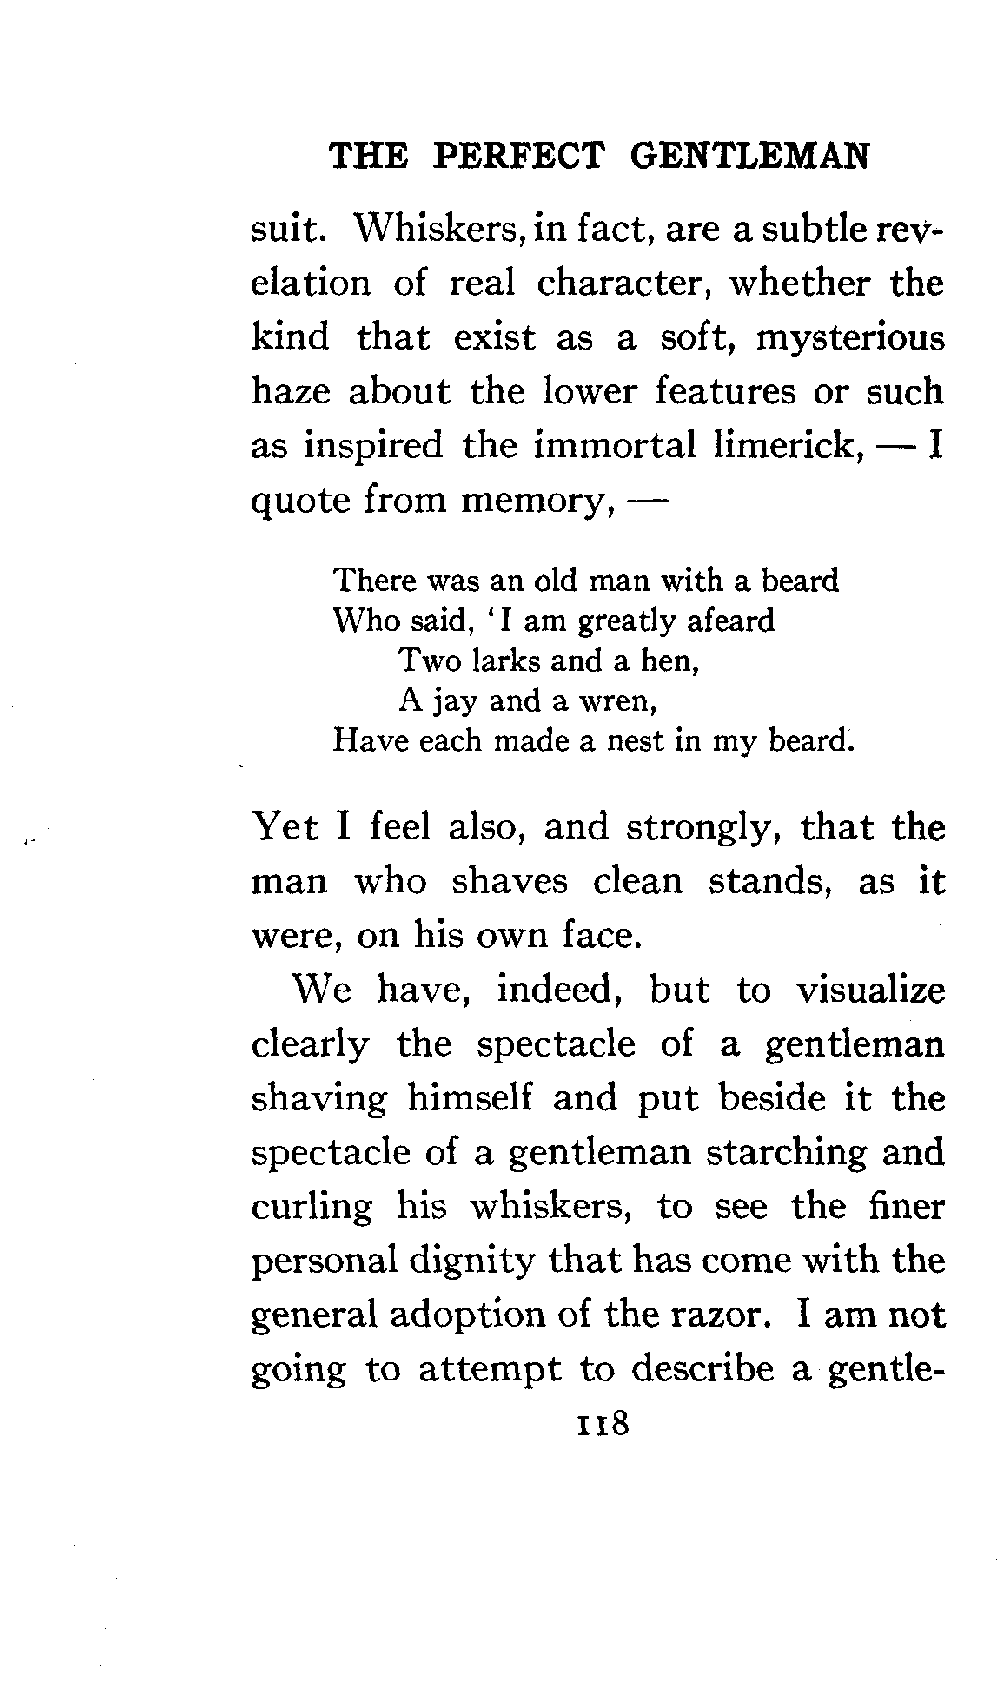 THE PERFECT GENTLEMAN
suit. Whiskers, in fact, are a subtle rev-
elation of real character, whether the
kind that exist as a soft, mysterious
haze about the lower features or such
as inspired the immortal limerick, — I
quote from memory, —
There was an old man with a beard
Who said, ‘I am greatly afeard
Two larks and a hen,
A jay and a wren,
Have each made a nest in my beard.
Yet I feel also, and strongly, that the
man who shaves clean stands, as it
were, on his own face.
We have, indeed, but to visualize
clearly the spectacle of a gentleman
shaving himself and put beside it the
spectacle of a gentleman starching and
curling his whiskers, to see the finer
personal dignity that has come with the
general adoption of the razor. I am not
going to attempt to describe a gentle-
118